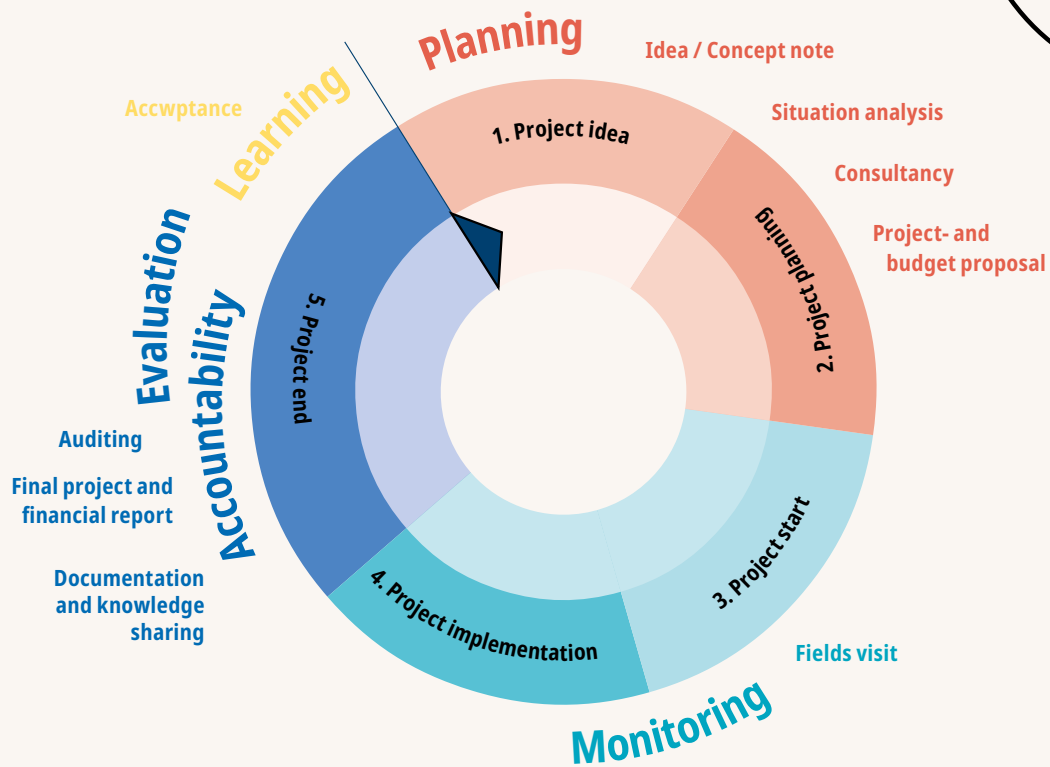 Planning
Idea / Concept note
Situation analysis
Consultancy
Project- and
budget proposal
1. Project idea
2. Project planning
3. Project start
4. Project implementation
5. Project end
Fields visit
Monitoring
Accwptance
Learning
Evaluation
Accountability
Auditing
Final project and
financial report
Documentation
and knowledge
sharing